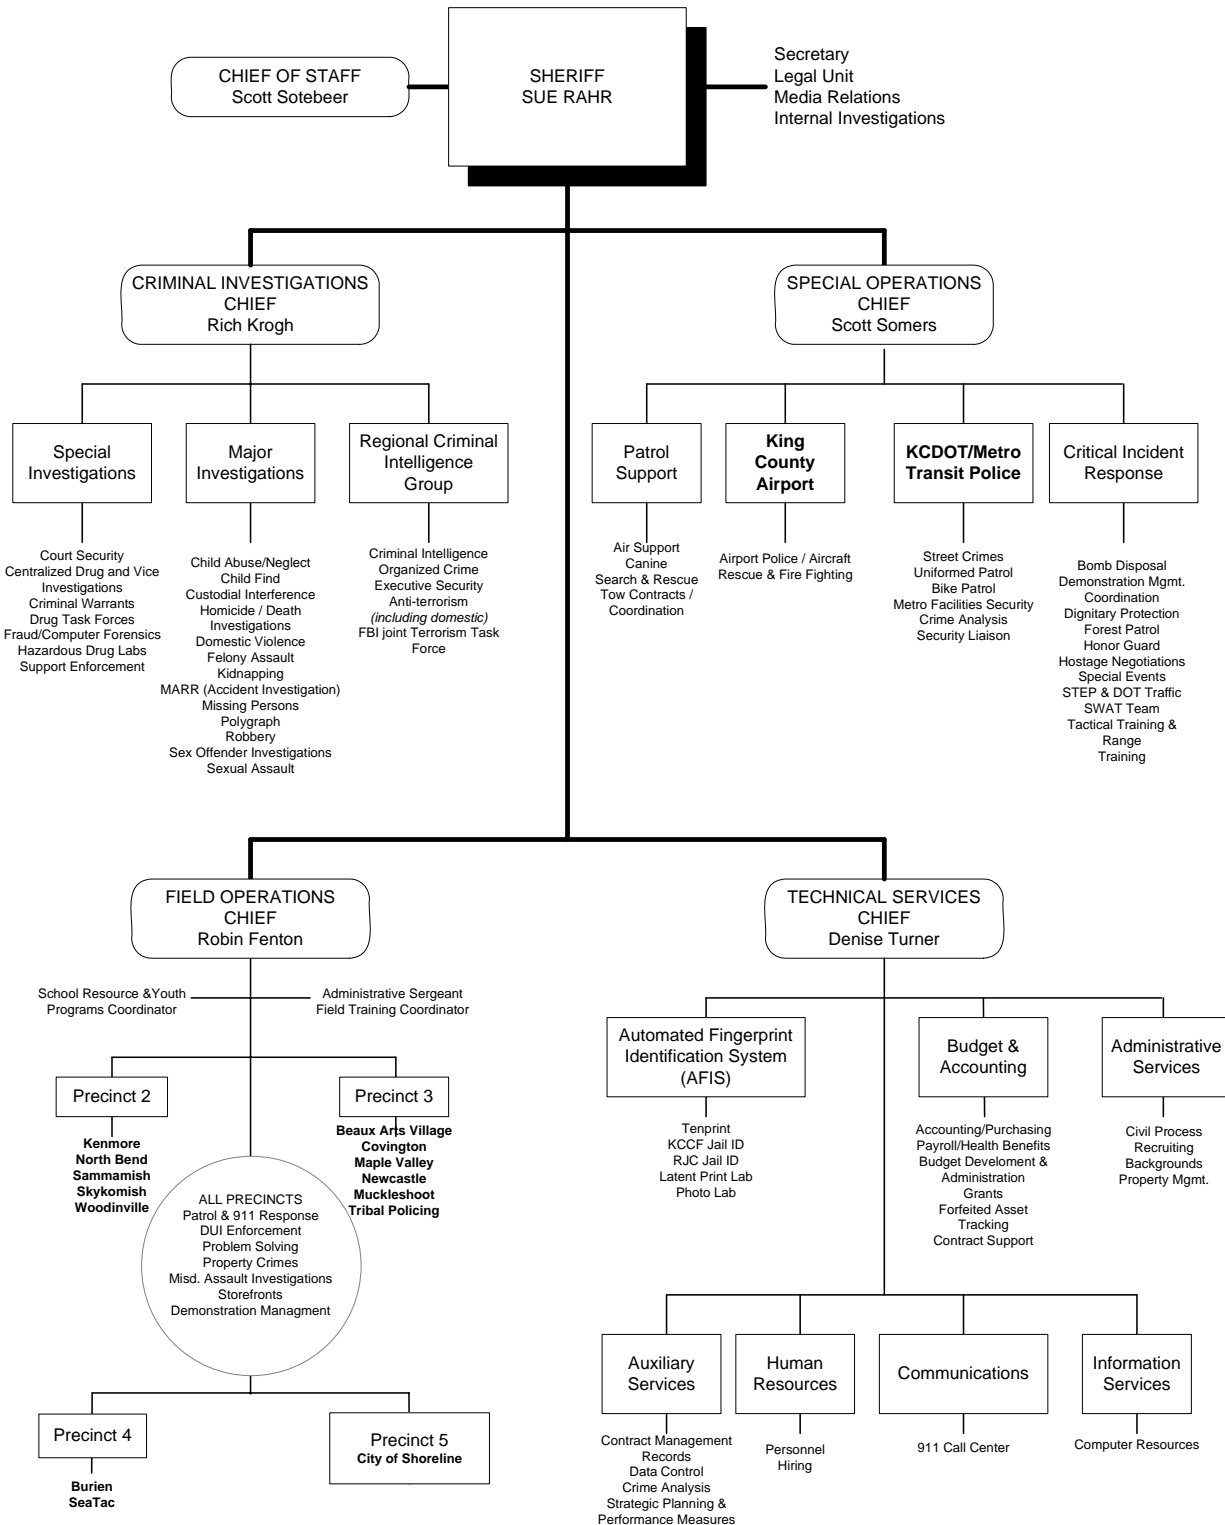 CHIEF OF STAFF
Scott Sotebeer
SHERIFF
SUE RAHR
Secretary
Legal Unit
Media Relations
Internal Investigations
CRIMINAL INVESTIGATIONS
CHIEF
Rich Krogh
SPECIAL OPERATIONS
CHIEF
Scott Somers
Special
Investigations
Major
Investigations
Regional Criminal
Intelligence
Group
Patrol
Support
King
County
Airport
KCDOT/Metro
Transit Police
Critical Incident
Response
Court Security
Centralized Drug and Vice
Investigations
Criminal Warrants
Drug Task Forces
Fraud/Computer Forensics
Hazardous Drug Labs
Support Enforcement
Child Abuse/Neglect
Child Find
Custodial Interference
Homicide / Death
Investigations
Domestic Violence
Felony Assault
Kidnapping
MARR (Accident Investigation)
Missing Persons
Polygraph
Robbery
Sex Offender Investigations
Sexual Assault
Criminal Intelligence
Organized Crime
Executive Security
Anti-terrorism
(including domestic)
FBI joint Terrorism Task
Force
Air Support
Canine
Search & Rescue
Tow Contracts /
Coordination
Airport Police / Aircraft
Rescue & Fire Fighting
Street Crimes
Uniformed Patrol
Bike Patrol
Metro Facilities Security
Crime Analysis
Security Liaison
Bomb Disposal
Demonstration Mgmt.
Coordination
Dignitary Protection
Forest Patrol
Honor Guard
Hostage Negotiations
Special Events
STEP & DOT Traffic
SWAT Team
Tactical Training &
Range
Training
FIELD OPERATIONS
CHIEF
Robin Fenton
TECHNICAL SERVICES
CHIEF
Denise Turner
School Resource &Youth
Programs Coordinator
Administrative Sergeant
Field Training Coordinator
Precinct 2
Kenmore
North Bend
Sammamish
Skykomish
Woodinville
Precinct 3
Beaux Arts Village
Covington
Maple Valley
Newcastle
Muckleshoot
Tribal Policing
ALL PRECINCTS
Patrol & 911 Response
DUI Enforcement
Problem Solving
Property Crimes
Misd. Assault Investigations
Storefronts
Demonstration Managment
Precinct 4
Burien
SeaTac
Precinct 5
City of Shoreline
Automated Fingerprint
Identification System
(AFIS)
Budget &
Accounting
Administrative
Services
Tenprint
KCCF Jail ID
RJC Jail ID
Latent Print Lab
Photo Lab
Accounting/Purchasing
Payroll/Health Benefits
Budget Develoment &
Administration
Grants
Forfeited Asset
Tracking
Contract Support
Civil Process
Recruiting
Backgrounds
Property Mgmt.
Auxiliary
Services
Human
Resources
Communications
Information
Services
Contract Management
Records
Data Control
Crime Analysis
Strategic Planning &
Performance Measures
Personnel
Hiring
911 Call Center
Computer Resources